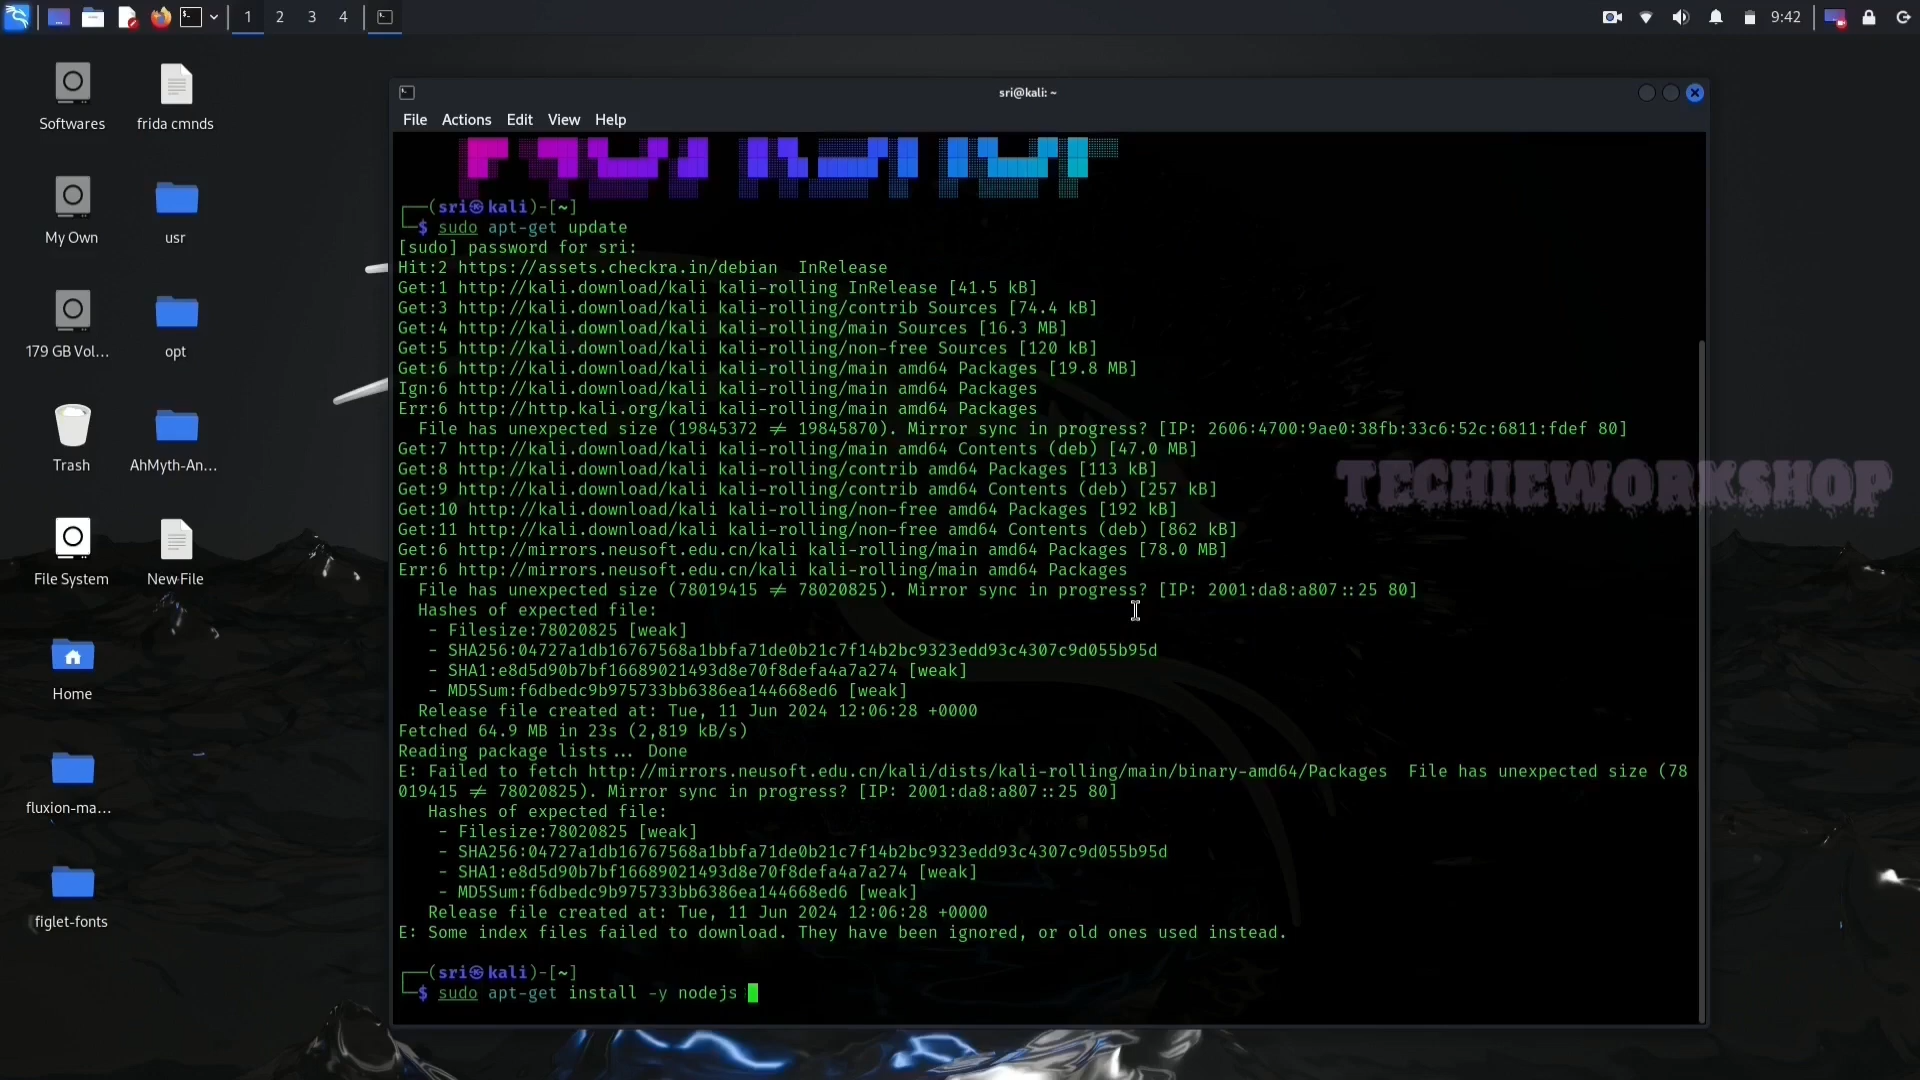 1 2 3 4
9:42
Softwares
frida cmnds
My Own
usr
179 GB Vol...
opt
Trash
AhMyth-An...
File System
New File
Home
fluxion-ma...
figlet-fonts
sri@kali: ~
File Actions Edit View Help
┌──(sri㉿kali)-[~]
└─$ sudo apt-get update
[sudo] password for sri:
Hit:2 https://assets.checkra.in/debian  InRelease
Get:1 http://kali.download/kali kali-rolling InRelease [41.5 kB]
Get:3 http://kali.download/kali kali-rolling/contrib Sources [74.4 kB]
Get:4 http://kali.download/kali kali-rolling/main Sources [16.3 MB]
Get:5 http://kali.download/kali kali-rolling/non-free Sources [120 kB]
Get:6 http://kali.download/kali kali-rolling/main amd64 Packages [19.8 MB]
Ign:6 http://kali.download/kali kali-rolling/main amd64 Packages
Err:6 http://http.kali.org/kali kali-rolling/main amd64 Packages
File has unexpected size (19845372 ≠ 19845870). Mirror sync in progress? [IP: 2606:4700:9ae0:38fb:33c6:52c:6811:fdef 80]
Get:7 http://kali.download/kali kali-rolling/main amd64 Contents (deb) [47.0 MB]
Get:8 http://kali.download/kali kali-rolling/contrib amd64 Packages [113 kB]
Get:9 http://kali.download/kali kali-rolling/contrib amd64 Contents (deb) [257 kB]
Get:10 http://kali.download/kali kali-rolling/non-free amd64 Packages [192 kB]
Get:11 http://kali.download/kali kali-rolling/non-free amd64 Contents (deb) [862 kB]
Get:6 http://mirrors.neusoft.edu.cn/kali kali-rolling/main amd64 Packages [78.0 MB]
Err:6 http://mirrors.neusoft.edu.cn/kali kali-rolling/main amd64 Packages
File has unexpected size (78019415 ≠ 78020825). Mirror sync in progress? [IP: 2001:da8:a807::25 80]
Hashes of expected file:
- Filesize:78020825 [weak]
- SHA256:04727a1db16767568a1bbfa71de0b21c7f14b2bc9323edd93c4307c9d055b95d
- SHA1:e8d5d90b7bf16689021493d8e70f8defa4a7a274 [weak]
- MD5Sum:f6dbedc9b975733bb6386ea144668ed6 [weak]
Release file created at: Tue, 11 Jun 2024 12:06:28 +0000
Fetched 64.9 MB in 23s (2,819 kB/s)
Reading package lists... Done
E: Failed to fetch http://mirrors.neusoft.edu.cn/kali/dists/kali-rolling/main/binary-amd64/Packages  File has unexpected size (78
019415 ≠ 78020825). Mirror sync in progress? [IP: 2001:da8:a807::25 80]
Hashes of expected file:
- Filesize:78020825 [weak]
- SHA256:04727a1db16767568a1bbfa71de0b21c7f14b2bc9323edd93c4307c9d055b95d
- SHA1:e8d5d90b7bf16689021493d8e70f8defa4a7a274 [weak]
- MD5Sum:f6dbedc9b975733bb6386ea144668ed6 [weak]
Release file created at: Tue, 11 Jun 2024 12:06:28 +0000
E: Some index files failed to download. They have been ignored, or old ones used instead.
┌──(sri㉿kali)-[~]
└─$ sudo apt-get install -y nodejs
TECHIEWORKSHOP